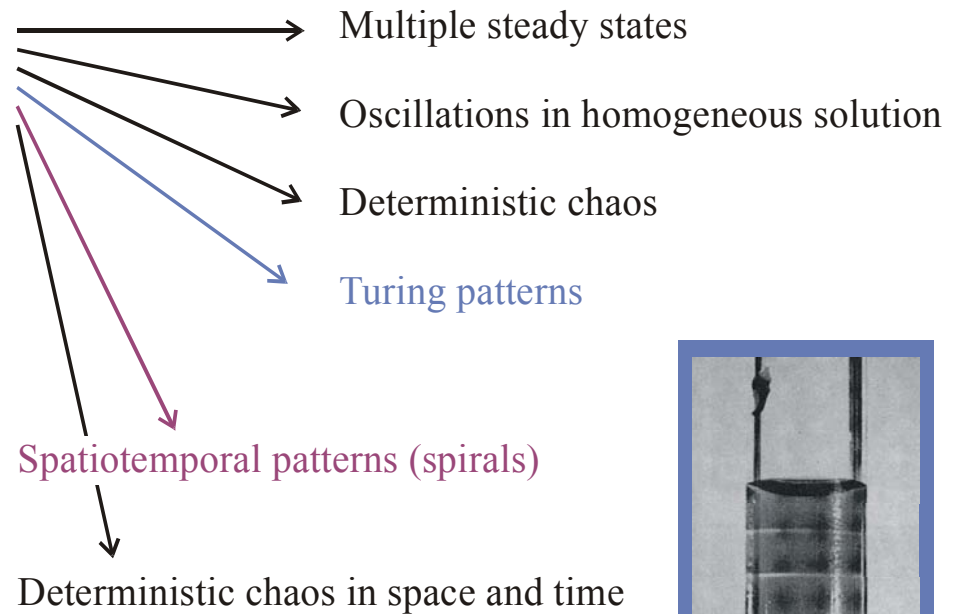 Multiple steady states
Oscillations in homogeneous solution
Deterministic chaos
Turing patterns
Spatiotemporal patterns (spirals)
Deterministic chaos in space and time